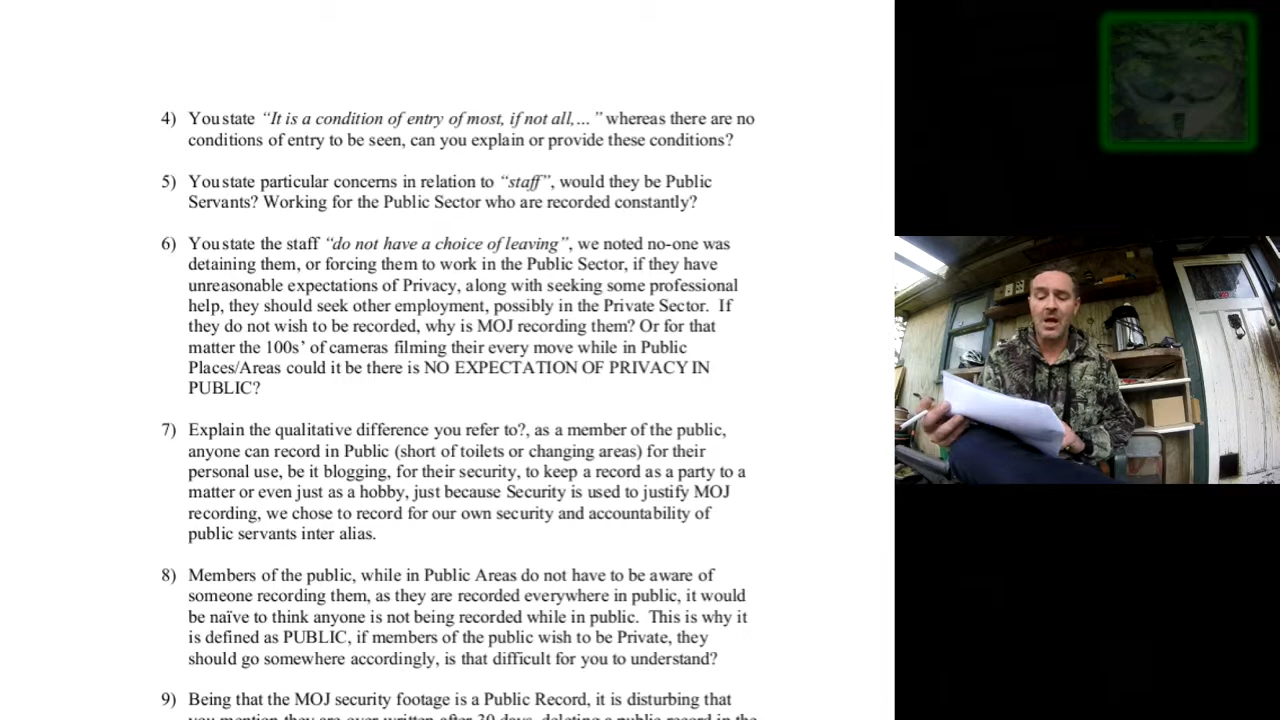 4) You state “It is a condition of entry of most, if not all,...” whereas there are no
conditions of entry to be seen, can you explain or provide these conditions?
5) You state particular concerns in relation to “staff”, would they be Public
Servants? Working for the Public Sector who are recorded constantly?
6) You state the staff “do not have a choice of leaving”, we noted no-one was
detaining them, or forcing them to work in the Public Sector, if they have
unreasonable expectations of Privacy, along with seeking some professional
help, they should seek other employment, possibly in the Private Sector. If
they do not wish to be recorded, why is MOJ recording them? Or for that
matter the 100s’ of cameras filming their every move while in Public
Places/Areas could it be there is NO EXPECTATION OF PRIVACY IN
PUBLIC?
7) Explain the qualitative difference you refer to?, as a member of the public,
anyone can record in Public (short of toilets or changing areas) for their
personal use, be it blogging, for their security, to keep a record as a party to a
matter or even just as a hobby, just because Security is used to justify MOJ
recording, we chose to record for our own security and accountability of
public servants inter alias.
8) Members of the public, while in Public Areas do not have to be aware of
someone recording them, as they are recorded everywhere in public, it would
be naïve to think anyone is not being recorded while in public. This is why it
is defined as PUBLIC, if members of the public wish to be Private, they
should go somewhere accordingly, is that difficult for you to understand?
9) Being that the MOJ security footage is a Public Record, it is disturbing that
you mention they are over-written after 30 days, deleting a public record in the